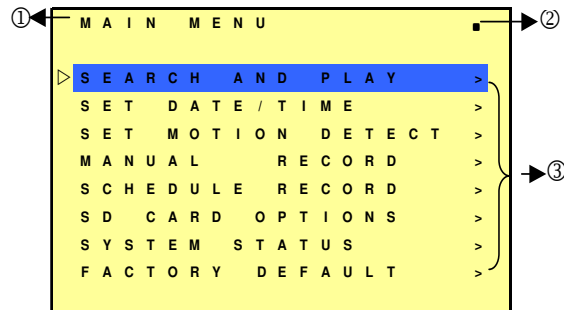 ① MAIN MENU ②
▷ SEARCH AND PLAY >
SET DATE/TIME >
SET MOTION DETECT >
MANUAL RECORD >
③
SCHEDULE RECORD >
SD CARD OPTIONS >
SYSTEM STATUS >
FACTORY DEFAULT >